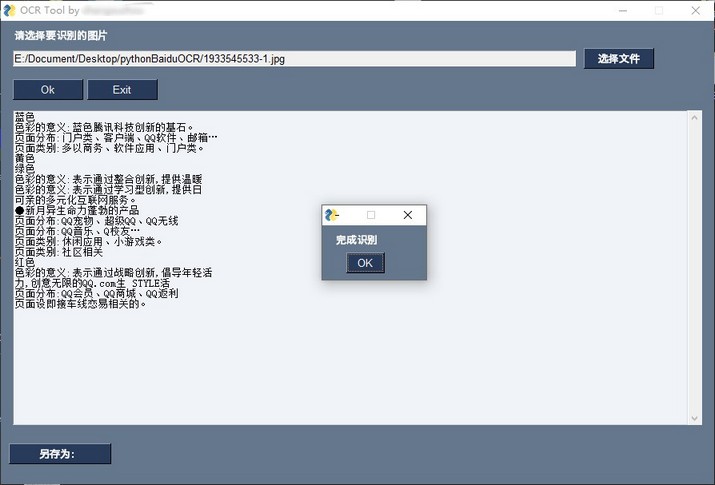 OCR Tool by
请选择要识别的图片
E:/Document/Desktop/pythonBaiduOCR/1933545533-1.jpg
选择文件
Ok
Exit
蓝色
色彩的意义:蓝色腾讯科技创新的基石。
页面分布:门户类、客户端、QQ软件、邮箱…
页面类别:多以商务、软件应用、门户类。
黄色
绿色
色彩的意义:表示通过整合创新,提供温暖
色彩的意义:表示通过学习型创新,提供日
可亲的多元化互联网服务。
●新月异生命力蓬勃的产品
页面分布:QQ宠物、超级QQ、QQ无线
页面分布:QQ音乐、Q校友…
页面类别:休闲应用、小游戏类。
页面类别:社区相关
红色
色彩的意义:表示通过战略创新,倡导年轻活
力,创意无限的QQ.com生 STYLE活
页面分布:QQ会员、QQ商城、QQ返利
页面设即接车线恋易相关的。
完成识别
OK
另存为: